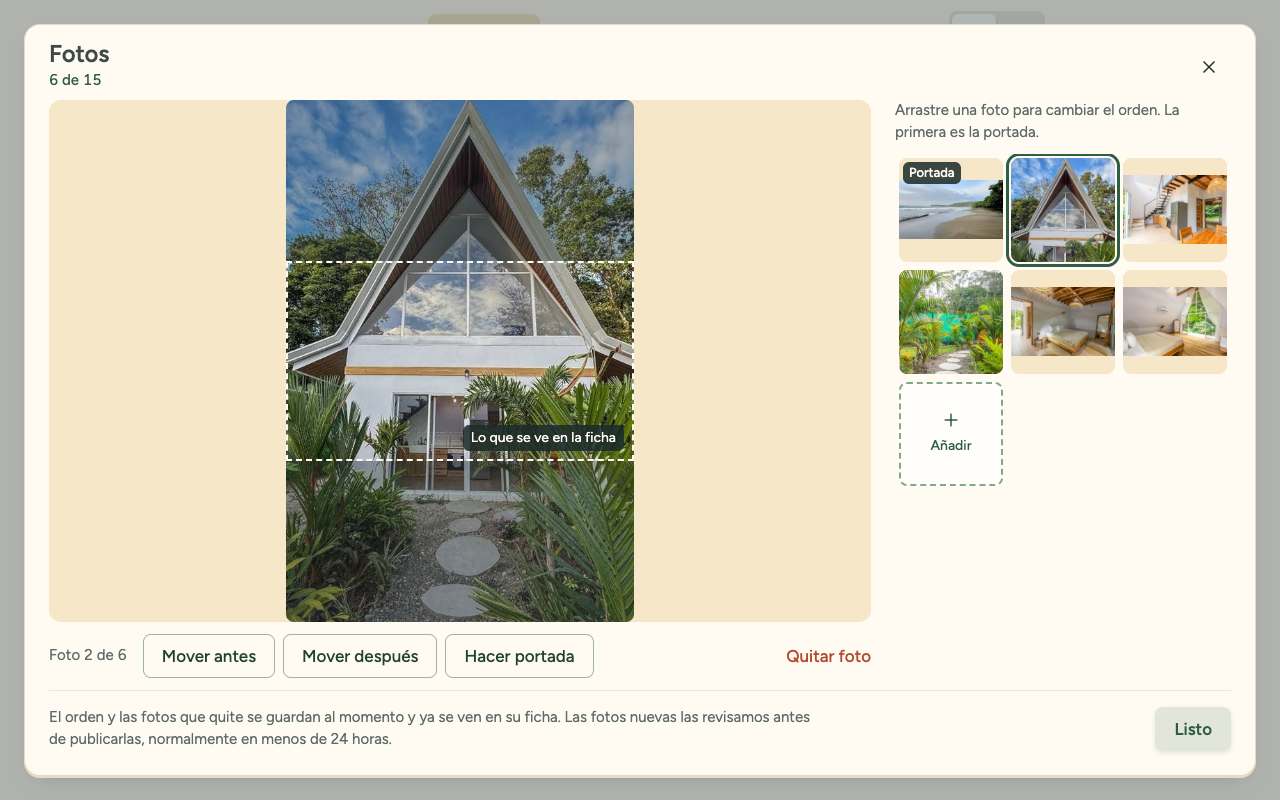 Fotos
6 de 15
Arrastre una foto para cambiar el orden. La
primera es la portada.
Portada
Lo que se ve en la ficha
Añadir
Foto 2 de 6
Mover antes
Mover después
Hacer portada
Quitar foto
El orden y las fotos que quite se guardan al momento y ya se ven en su ficha. Las fotos nuevas las revisamos antes
de publicarlas, normalmente en menos de 24 horas.
Listo